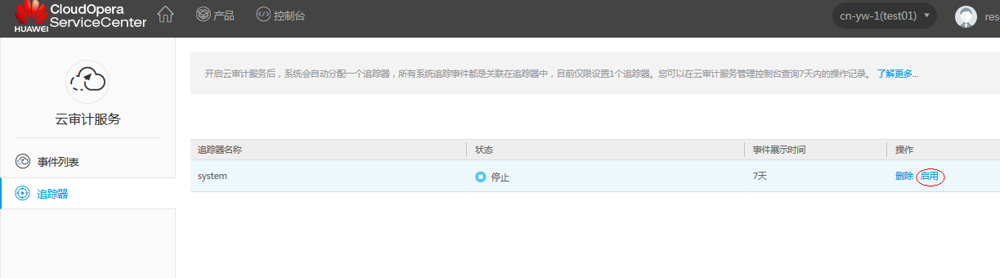 CloudOpera
ServiceCenter
HUAWEI
产品
控制台
cn-yw-1(test01)
res
云审计服务
事件列表
追踪器
开启云审计服务后，系统会自动分配一个追踪器，所有系统追踪事件都是关联在追踪器中，目前仅限设置1个追踪器。您可以在云审计服务管理控制台查询7天内的操作记录。 了解更多...
追踪器名称 状态 事件展示时间 操作
system 停止 7天 删除 启用